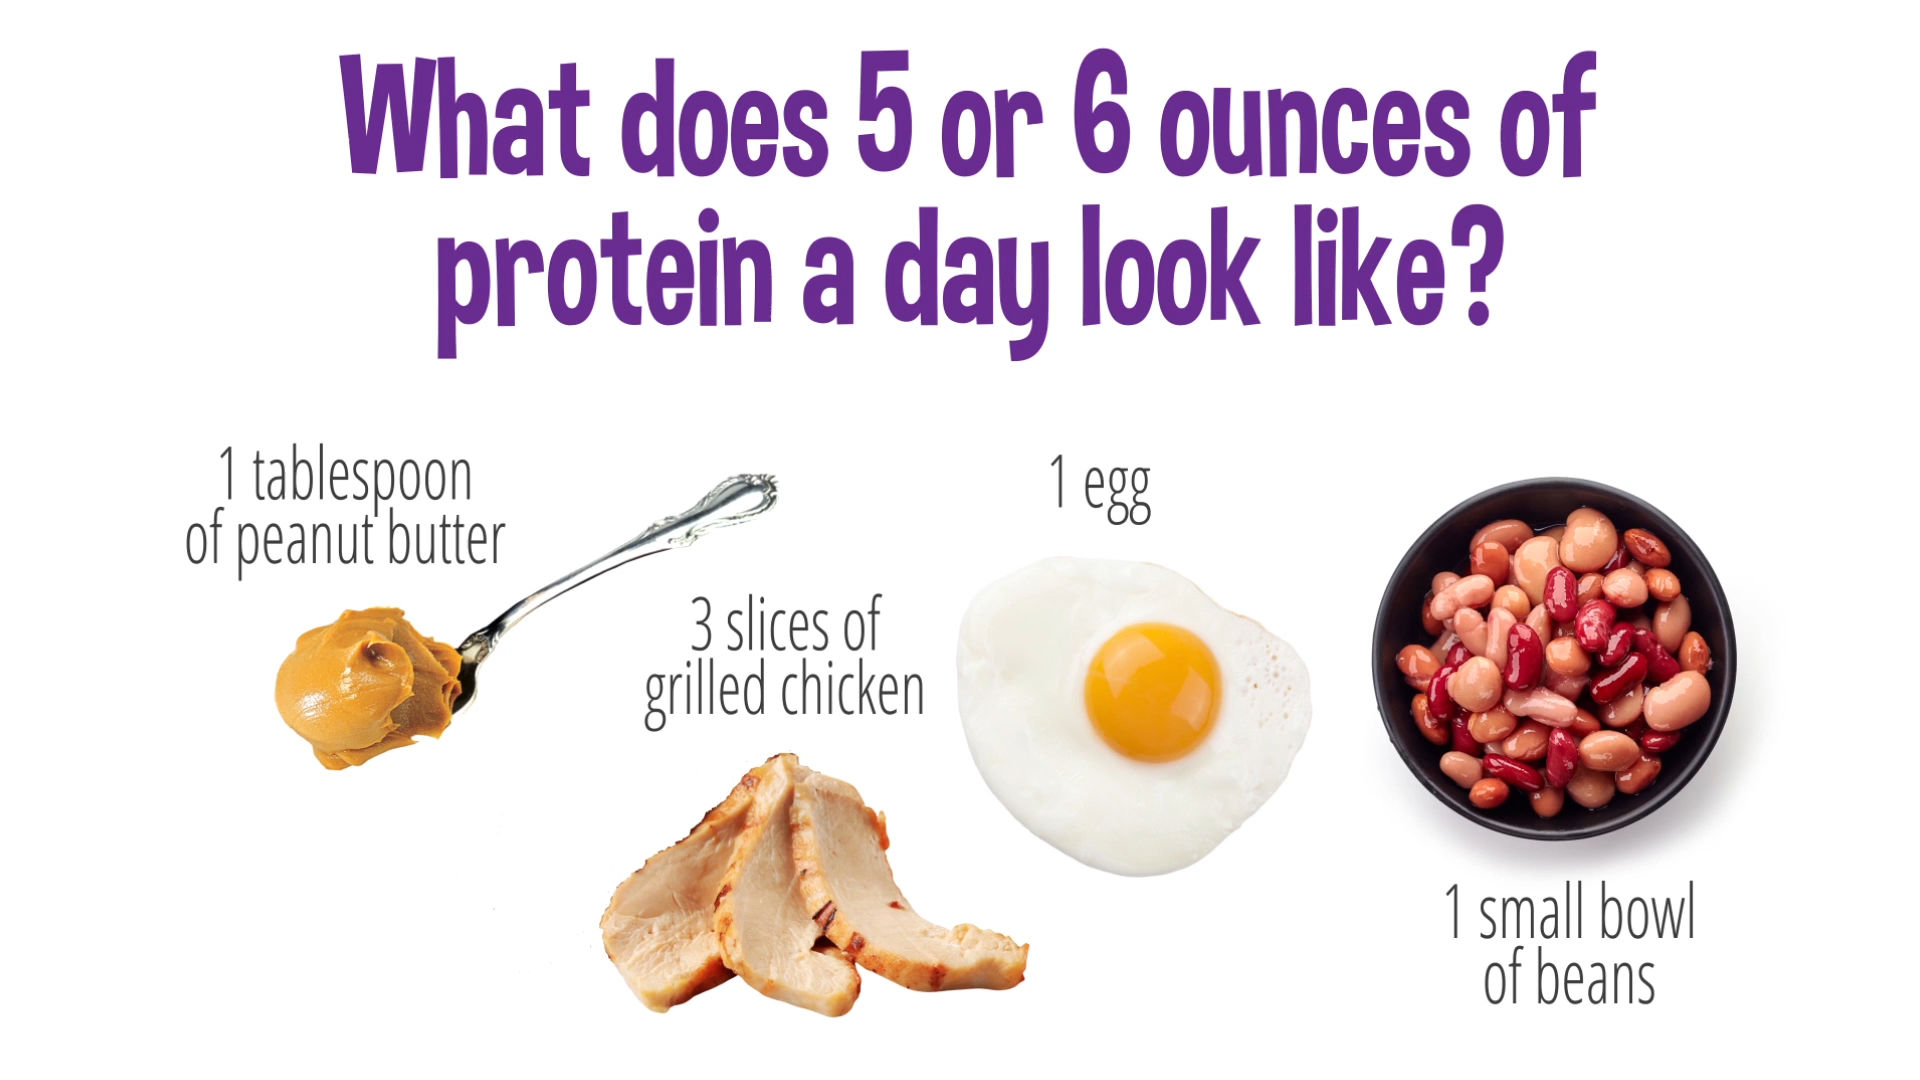 What does 5 or 6 ounces of
protein a day look like?
1 tablespoon
of peanut butter
3 slices of
grilled chicken
1 egg
1 small bowl
of beans